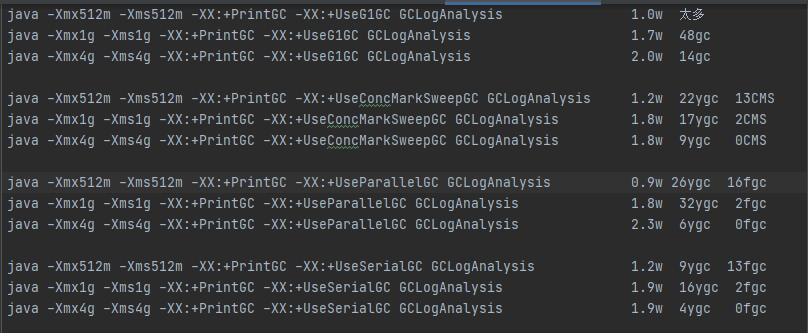 java -Xmx512m -Xms512m -XX:+PrintGC -XX:+UseG1GC GCLogAnalysis 1.0w 太多
java -Xmx1g -Xms1g -XX:+PrintGC -XX:+UseG1GC GCLogAnalysis 1.7w 48gc
java -Xmx4g -Xms4g -XX:+PrintGC -XX:+UseG1GC GCLogAnalysis 2.0w 14gc
java -Xmx512m -Xms512m -XX:+PrintGC -XX:+UseConcMarkSweepGC GCLogAnalysis 1.2w 22ygc 13CMS
java -Xmx1g -Xms1g -XX:+PrintGC -XX:+UseConcMarkSweepGC GCLogAnalysis 1.8w 17ygc 2CMS
java -Xmx4g -Xms4g -XX:+PrintGC -XX:+UseConcMarkSweepGC GCLogAnalysis 1.8w 9ygc 0CMS
java -Xmx512m -Xms512m -XX:+PrintGC -XX:+UseParallelGC GCLogAnalysis 0.9w 26ygc 16fgc
java -Xmx1g -Xms1g -XX:+PrintGC -XX:+UseParallelGC GCLogAnalysis 1.8w 32ygc 2fgc
java -Xmx4g -Xms4g -XX:+PrintGC -XX:+UseParallelGC GCLogAnalysis 2.3w 6ygc 0fgc
java -Xmx512m -Xms512m -XX:+PrintGC -XX:+UseSerialGC GCLogAnalysis 1.2w 9ygc 13fgc
java -Xmx1g -Xms1g -XX:+PrintGC -XX:+UseSerialGC GCLogAnalysis 1.9w 16ygc 2fgc
java -Xmx4g -Xms4g -XX:+PrintGC -XX:+UseSerialGC GCLogAnalysis 1.9w 4ygc 0fgc